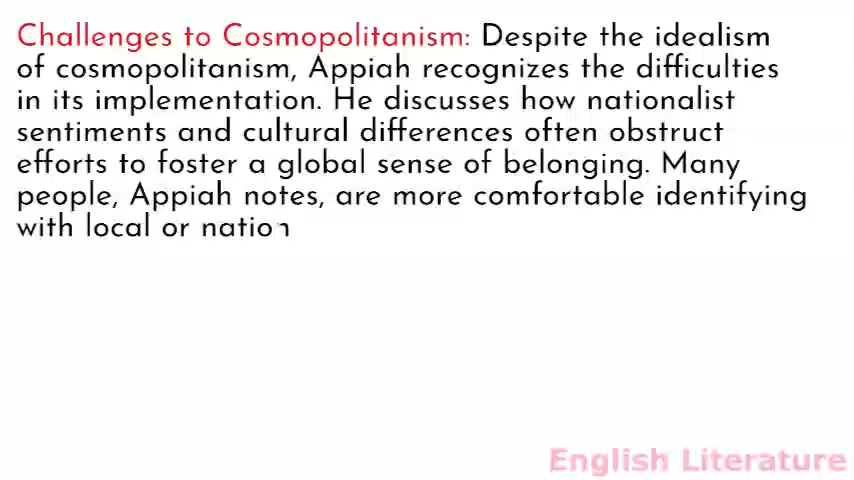 Challenges to Cosmopolitanism: Despite the idealism
of cosmopolitanism, Appiah recognizes the difficulties
in its implementation. He discusses how nationalist
sentiments and cultural differences often obstruct
efforts to foster a global sense of belonging. Many
people, Appiah notes, are more comfortable identifying
with local or nation
English Literature